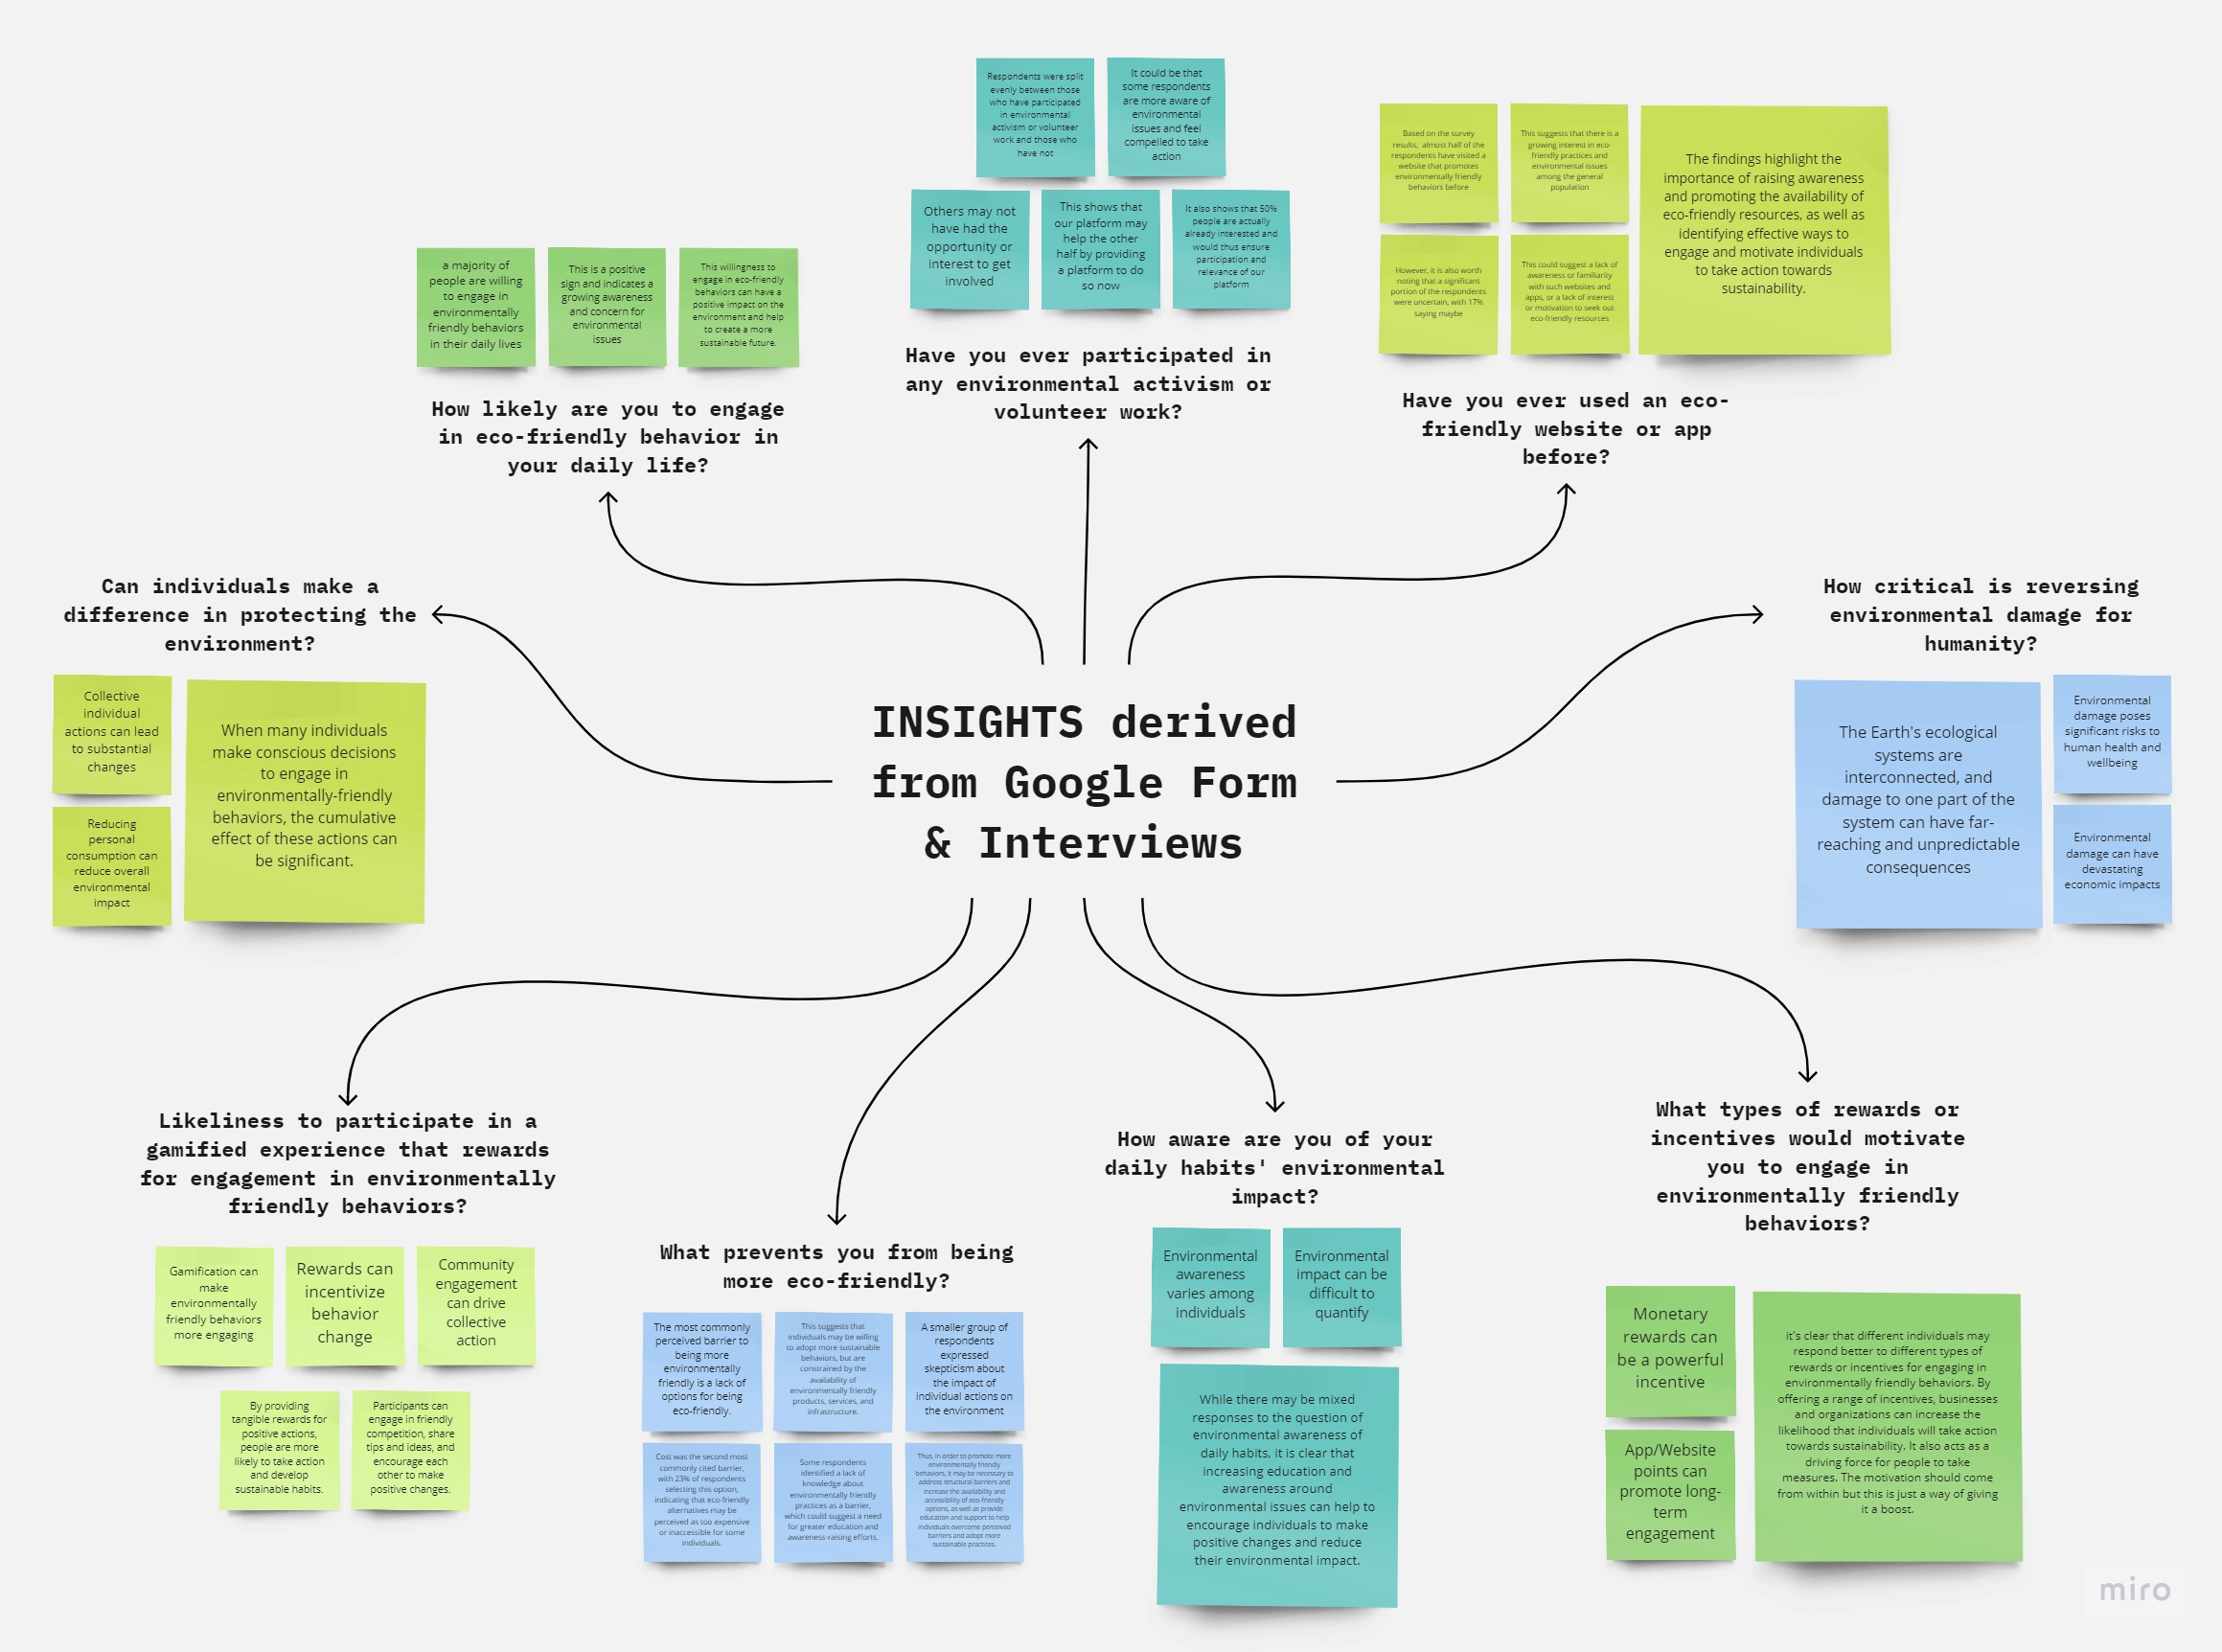 Respondents were split
evenly between those
who have participated
in environmental
activism or volunteer
work and those who
have not
It could be that
some respondents
are more aware of
environmental
issues and feel
compelled to take
action
Others may not
have had the
opportunity or
interest to get
involved
This shows that
our platform may
help the other
half by providing
a platform to do
so now
It also shows that 50%
people are actually
already interested and
would thus ensure
participation and
relevance of our
platform
Have you ever participated in
any environmental activism or
volunteer work?
Based on the survey
results, almost half of the
respondents have visited a
website that promotes
environmentally friendly
behaviors before
This suggests that there is a
growing interest in eco-
friendly practices and
environmental issues
among the general
population
However, it is also worth
noting that a significant
portion of the respondents
were uncertain, with 17%
saying maybe
This could suggest a lack of
awareness or familiarity
with such websites and
apps, or a lack of interest
or motivation to seek out
eco-friendly resources
The findings highlight the
importance of raising awareness
and promoting the availability of
eco-friendly resources, as well as
identifying effective ways to
engage and motivate individuals
to take action towards
sustainability.
Have you ever used an eco-
friendly website or app
before?
a majority of
people are willing
to engage in
environmentally
friendly behaviors
in their daily lives
This is a positive
sign and indicates a
growing awareness
and concern for
environmental
issues
This willingness to
engage in eco-friendly
behaviors can have a
positive impact on the
environment and help
to create a more
sustainable future.
How likely are you to engage
in eco-friendly behavior in
your daily life?
Can individuals make a
difference in protecting the
environment?
Collective
individual
actions can lead
to substantial
changes
Reducing
personal
consumption can
reduce overall
environmental
impact
When many individuals
make conscious decisions
to engage in
environmentally-friendly
behaviors, the cumulative
effect of these actions can
be significant.
INSIGHTS derived
from Google Form
& Interviews
How critical is reversing
environmental damage for
humanity?
The Earth's ecological
systems are
interconnected, and
damage to one part of the
system can have far-
reaching and unpredictable
consequences
Environmental
damage poses
significant risks to
human health and
wellbeing
Environmental
damage can have
devastating
economic impacts
Likeliness to participate in a
gamified experience that rewards
for engagement in environmentally
friendly behaviors?
Gamification can
make
environmentally
friendly behaviors
more engaging
Rewards can
incentivize
behavior
change
Community
engagement
can drive
collective
action
By providing
tangible rewards for
positive actions,
people are more
likely to take action
and develop
sustainable habits.
Participants can
engage in friendly
competition, share
tips and ideas, and
encourage each
other to make
positive changes.
What prevents you from being
more eco-friendly?
The most commonly
perceived barrier to
being more
environmentally
friendly is a lack of
options for being
eco-friendly.
This suggests that
individuals may be willing
to adopt more sustainable
behaviors, but are
constrained by the
availability of
environmentally friendly
products, services, and
infrastructure.
A smaller group of
respondents
expressed
skepticism about
the impact of
individual actions on
the environment
Cost was the second most
commonly cited barrier,
with 23% of respondents
selecting this option,
indicating that eco-friendly
alternatives may be
perceived as too expensive
or inaccessible for some
individuals.
Some respondents
identified a lack of
knowledge about
environmentally friendly
practices as a barrier,
which could suggest a need
for greater education and
awareness-raising efforts.
Thus, in order to promote more
environmentally friendly
behaviors, it may be necessary to
address structural barriers and
increase the availability and
accessibility of eco-friendly
options, as well as provide
education and support to help
individuals overcome perceived
barriers and adopt more
sustainable practices.
How aware are you of your
daily habits' environmental
impact?
Environmental
awareness
varies among
individuals
Environmental
impact can be
difficult to
quantify
While there may be mixed
responses to the question of
environmental awareness of
daily habits, it is clear that
increasing education and
awareness around
environmental issues can help to
encourage individuals to make
positive changes and reduce
their environmental impact.
What types of rewards or
incentives would motivate
you to engage in
environmentally friendly
behaviors?
Monetary
rewards can
be a powerful
incentive
App/Website
points can
promote long-
term
engagement
it's clear that different individuals may
respond better to different types of
rewards or incentives for engaging in
environmentally friendly behaviors. By
offering a range of incentives, businesses
and organizations can increase the
likelihood that individuals will take action
towards sustainability. It also acts as a
driving force for people to take
measures. The motivation should come
from within but this is just a way of giving
it a boost.
miro